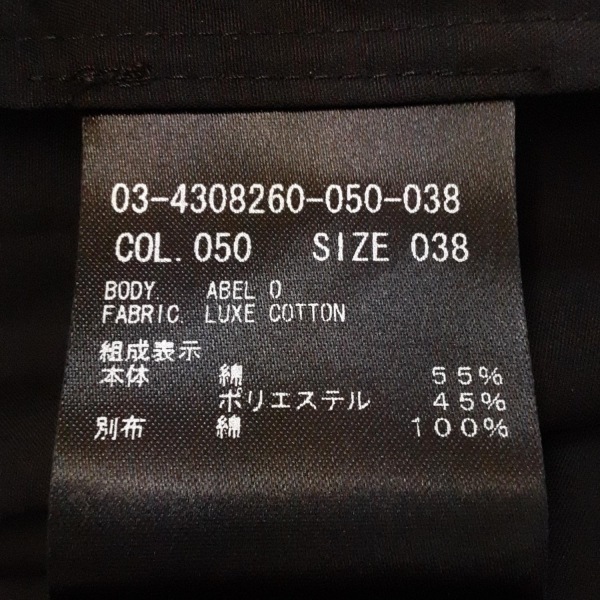 03-4308260-050-038
COL.050 SIZE 038
BODY. ABEL O
FABRIC. LUXE COTTON
組成表示
本体 綿 55%
ポリエステル 45%
別布 綿 100%